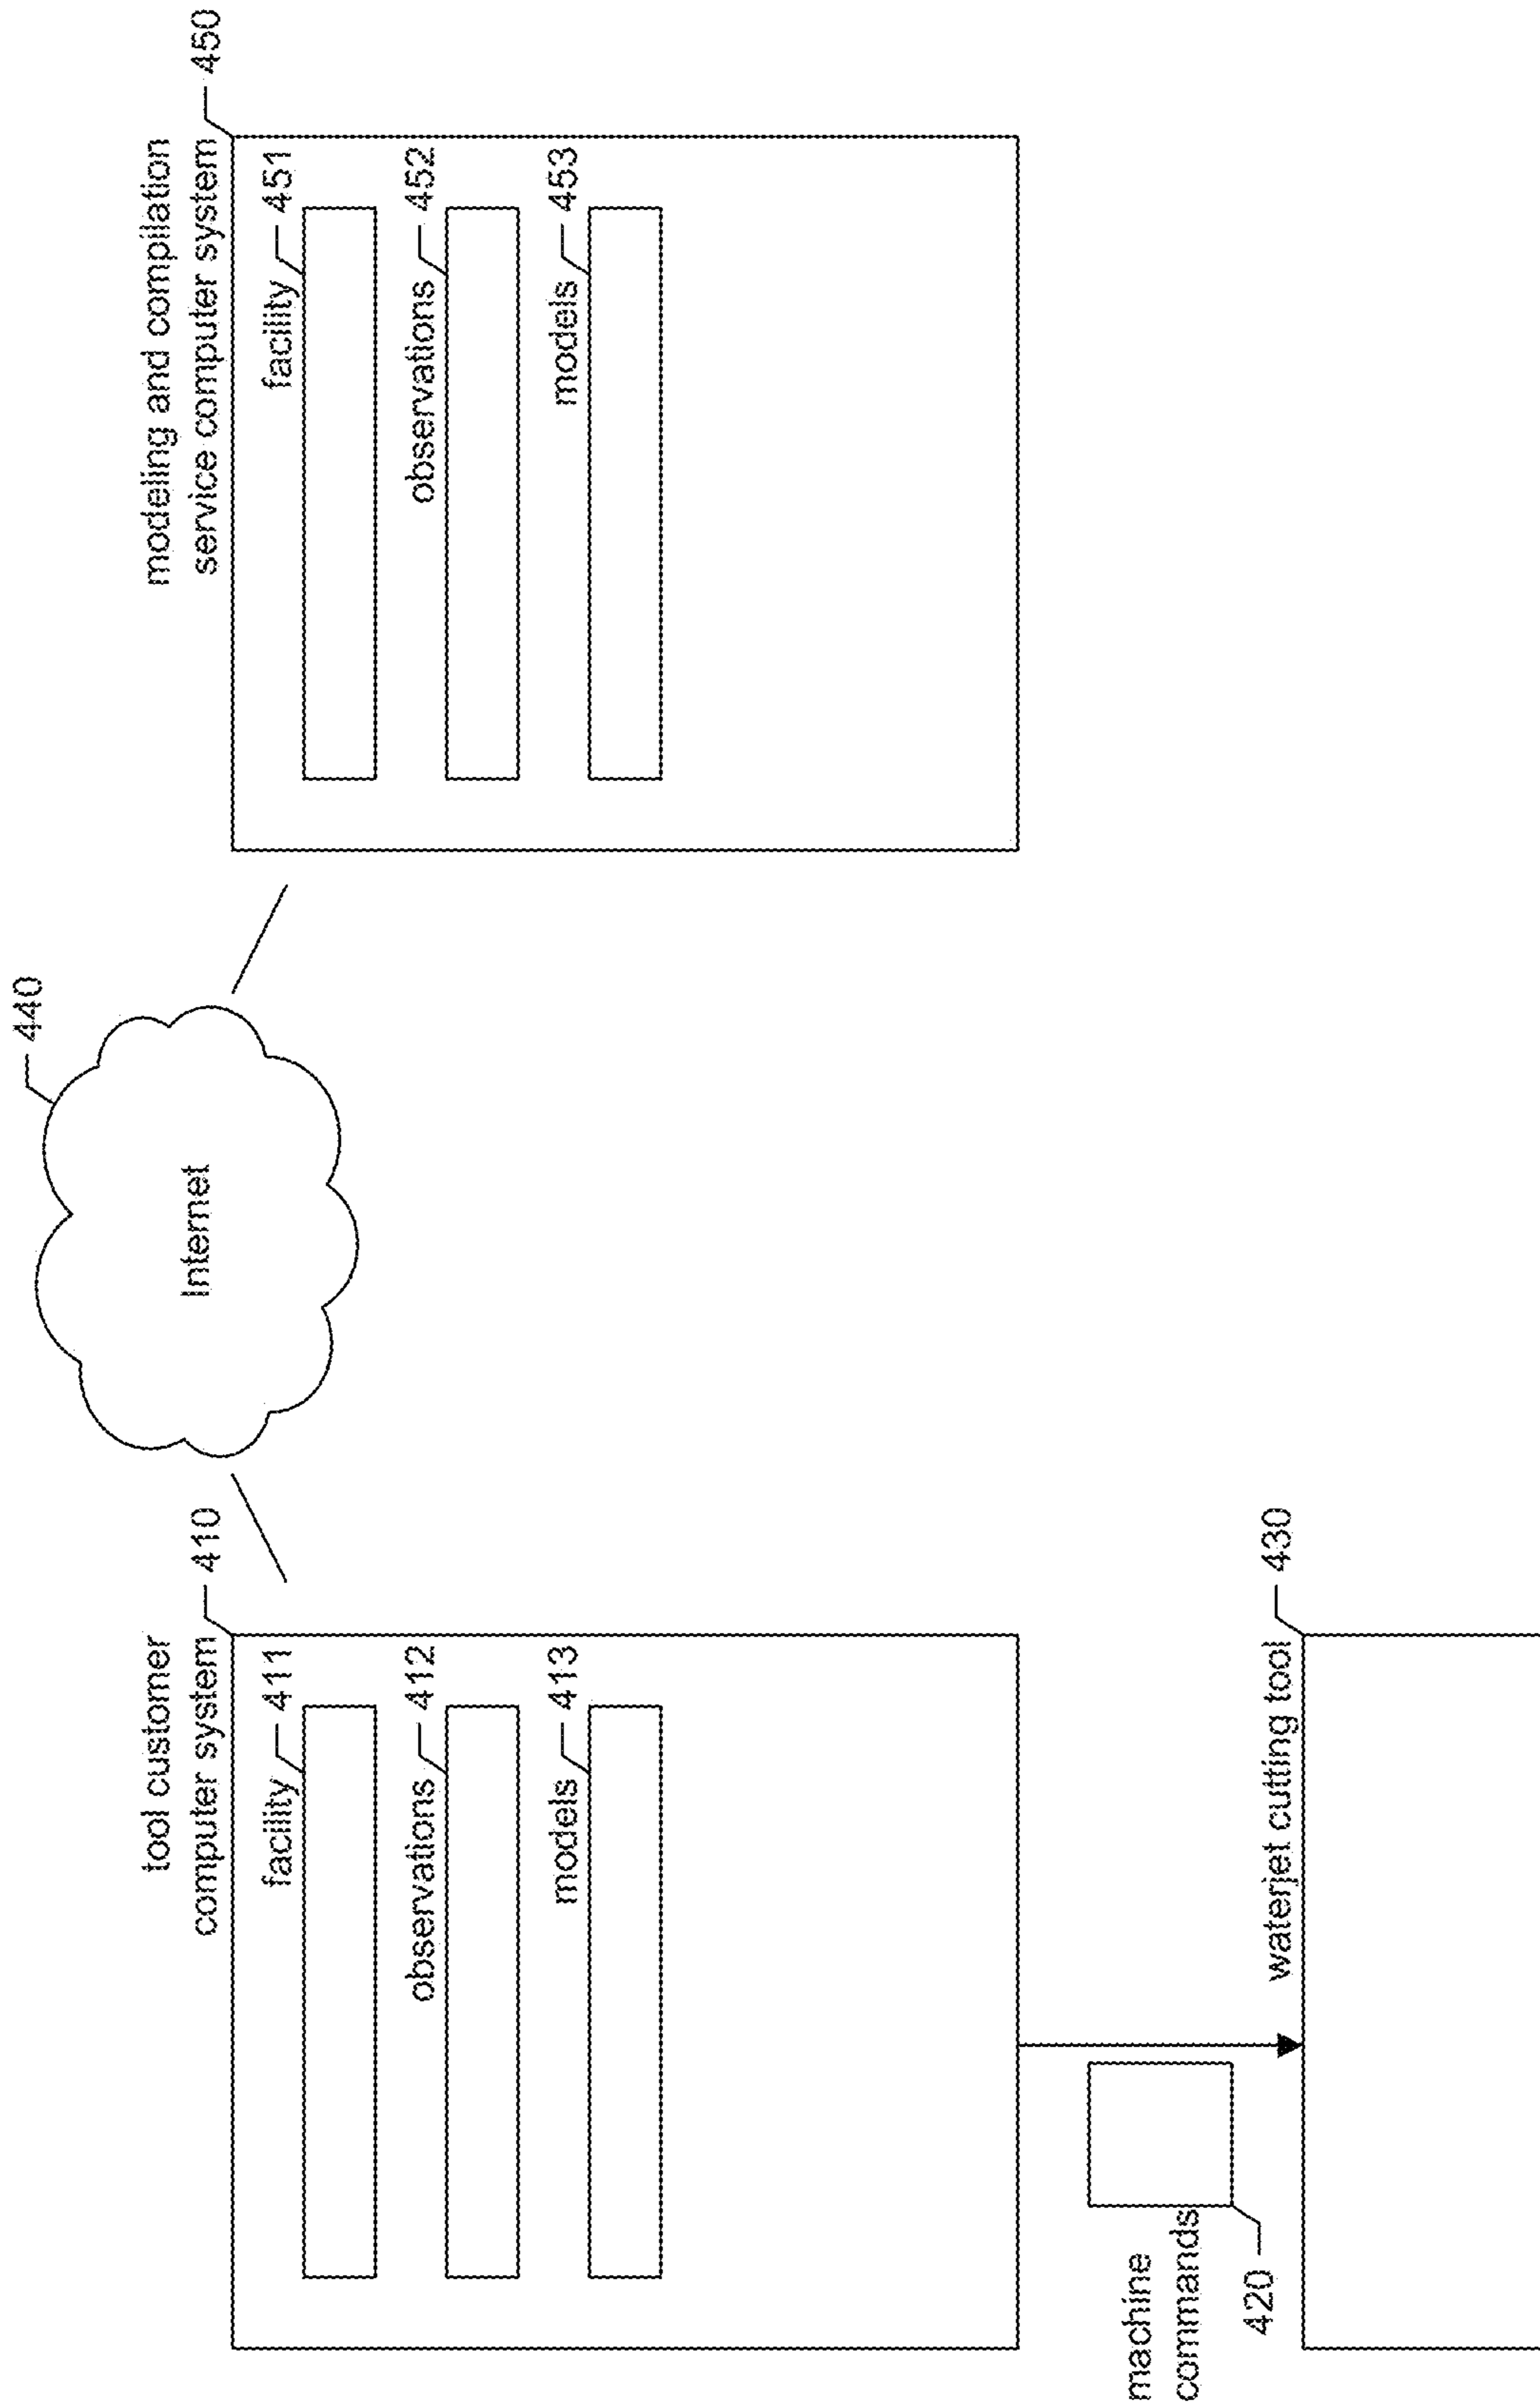 440
Internet
tool customer
computer system
410
facility
411
observations
412
models
413
modeling and compilation
service computer system
450
facility
451
observations
452
models
453
machine
commands
420
waterjet cutting tool
430